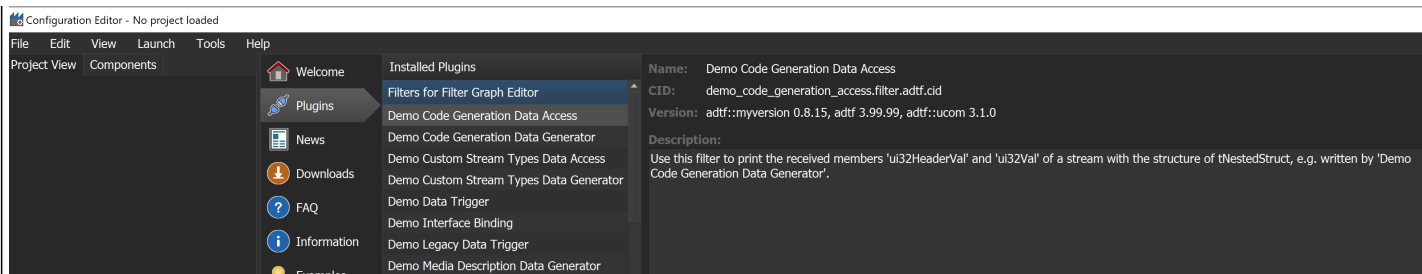 Configuration Editor - No project loaded
File Edit View Launch Tools Help
Project View Components
Welcome
Plugins
News
Downloads
FAQ
Information
Examples
Installed Plugins
Filters for Filter Graph Editor
Demo Code Generation Data Access
Demo Code Generation Data Generator
Demo Custom Stream Types Data Access
Demo Custom Stream Types Data Generator
Demo Data Trigger
Demo Interface Binding
Demo Legacy Data Trigger
Demo Media Description Data Generator
Name: Demo Code Generation Data Access
CID: demo_code_generation_access.filter.adtf.cid
Version: adtf::myversion 0.8.15, adtf 3.99.99, adtf::ucom 3.1.0
Description:
Use this filter to print the received members 'ui32HeaderVal' and 'ui32Val' of a stream with the structure of tNestedStruct, e.g. written by 'Demo
Code Generation Data Generator'.